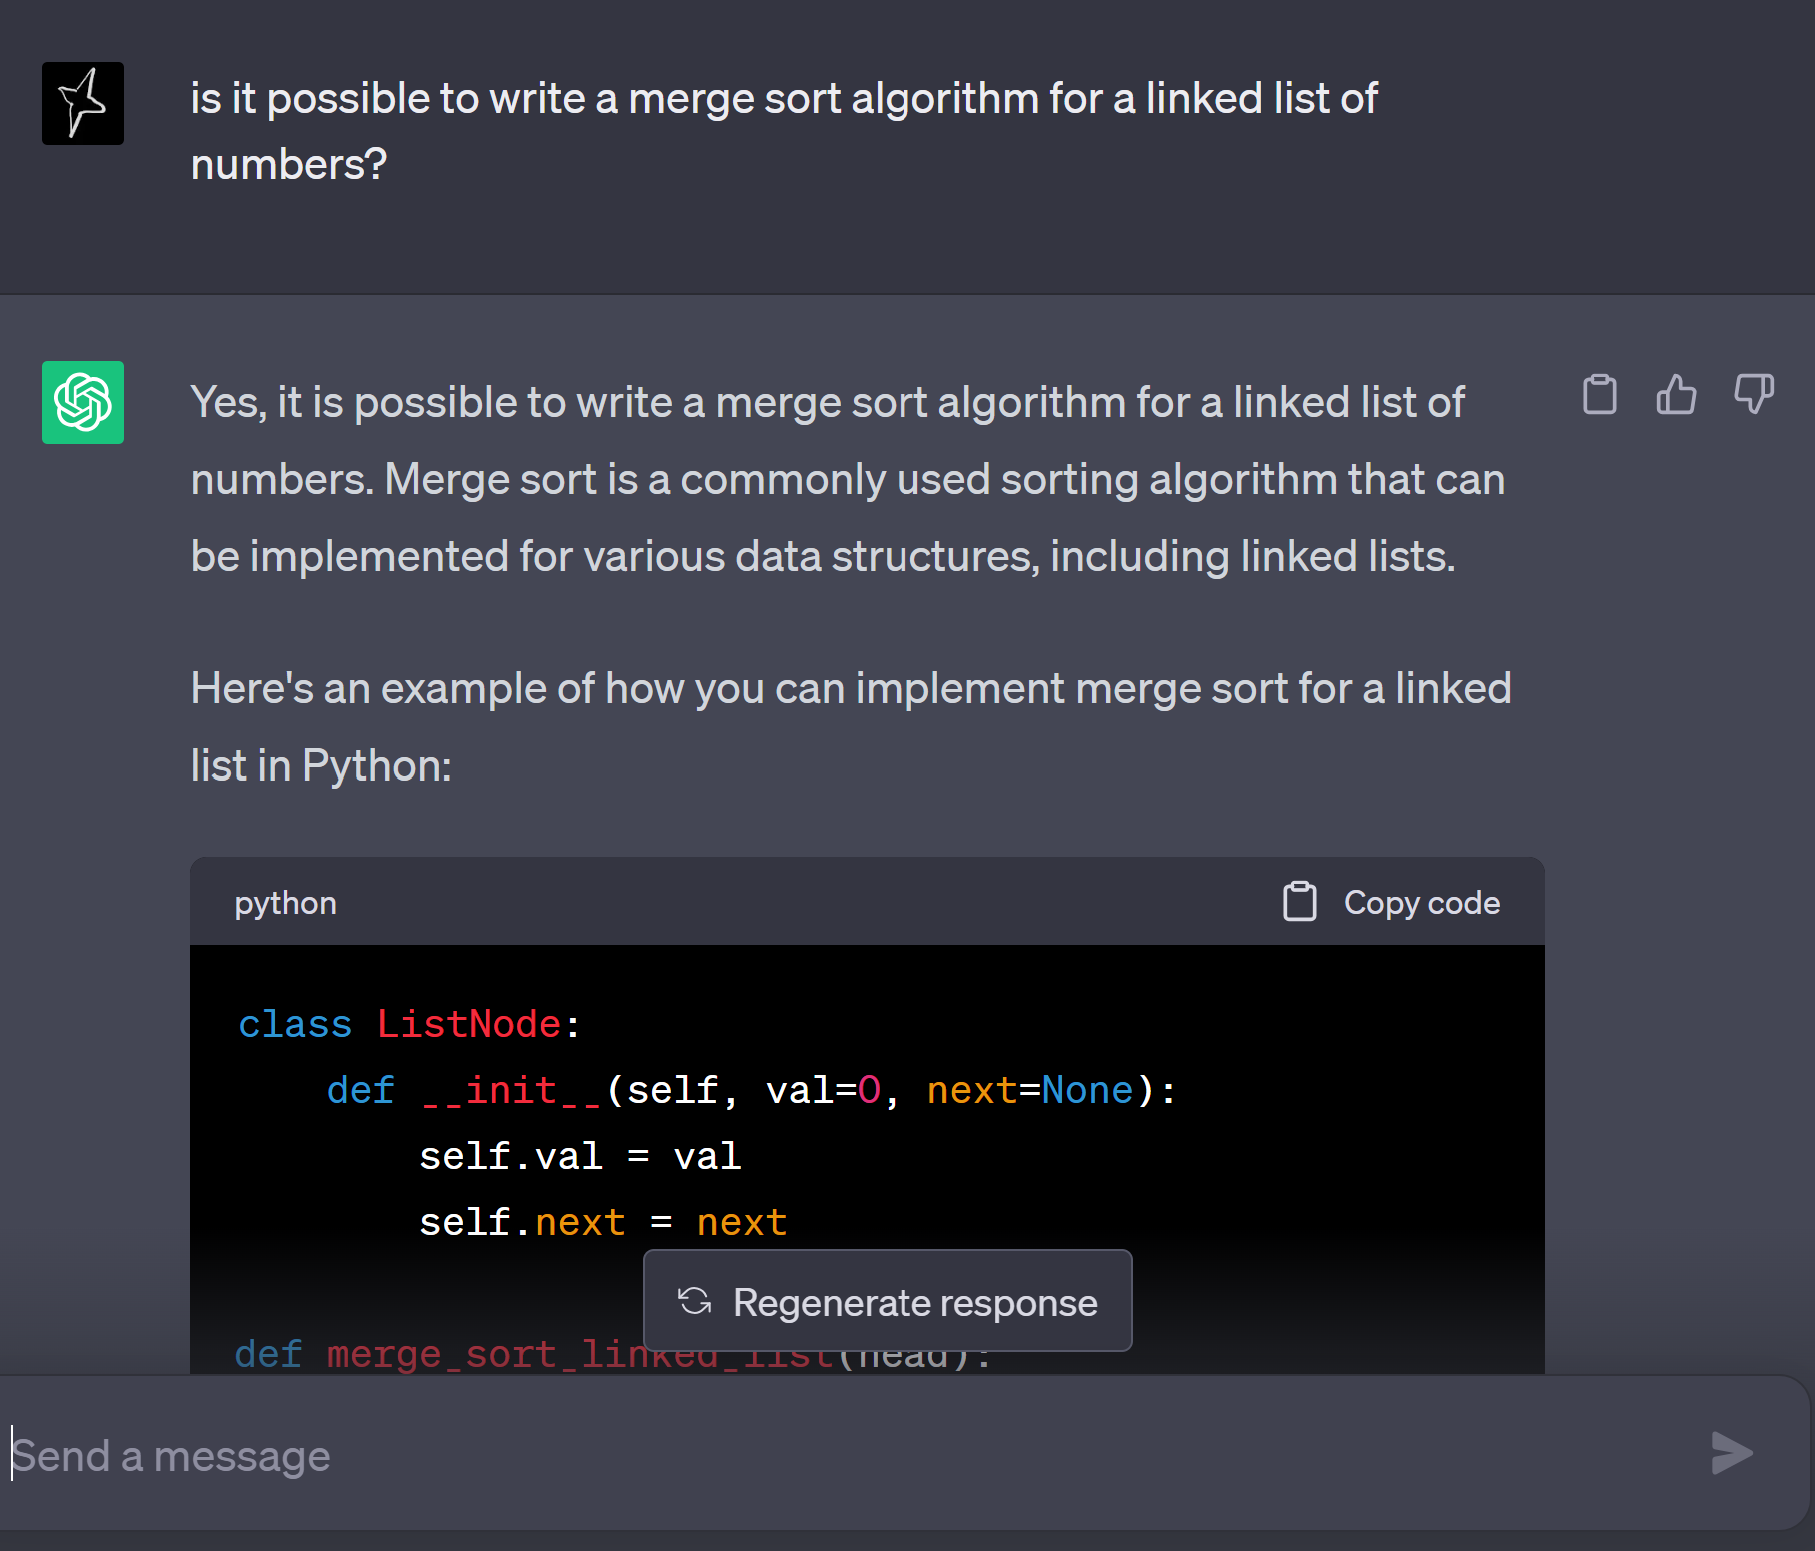 is it possible to write a merge sort algorithm for a linked list of
numbers?
Yes, it is possible to write a merge sort algorithm for a linked list of
numbers. Merge sort is a commonly used sorting algorithm that can
be implemented for various data structures, including linked lists.
Here's an example of how you can implement merge sort for a linked
list in Python:
python
Copy code
class ListNode:
    def __init__(self, val=0, next=None):
        self.val = val
        self.next = next
Regenerate response
def merge_sort_linked_list(head):
Send a message